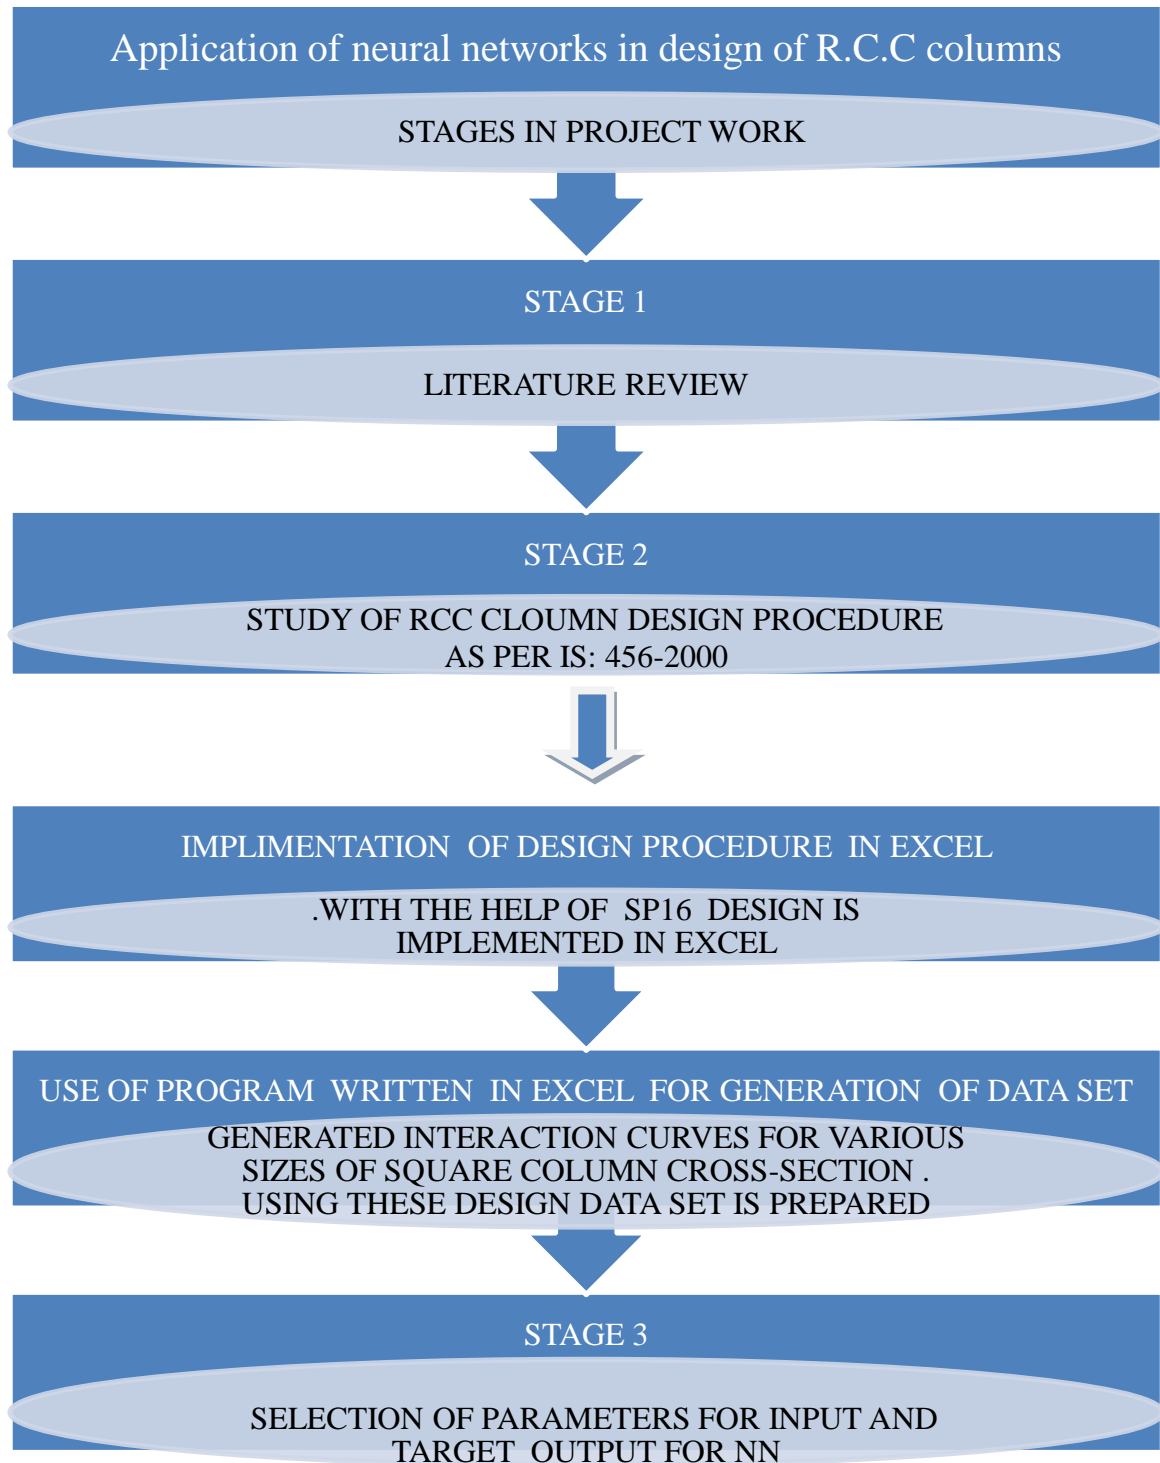 Application of neural networks in design of R.C.C columns
STAGES IN PROJECT WORK
STAGE 1
LITERATURE REVIEW
STAGE 2
STUDY OF RCC CLOUMN DESIGN PROCEDURE
AS PER IS: 456-2000
IMPLIMENTATION OF DESIGN PROCEDURE IN EXCEL
.WITH THE HELP OF SP16 DESIGN IS
IMPLEMENTED IN EXCEL
USE OF PROGRAM WRITTEN IN EXCEL FOR GENERATION OF DATA SET
GENERATED INTERACTION CURVES FOR VARIOUS
SIZES OF SQUARE COLUMN CROSS-SECTION .
USING THESE DESIGN DATA SET IS PREPARED
STAGE 3
SELECTION OF PARAMETERS FOR INPUT AND
TARGET OUTPUT FOR NN